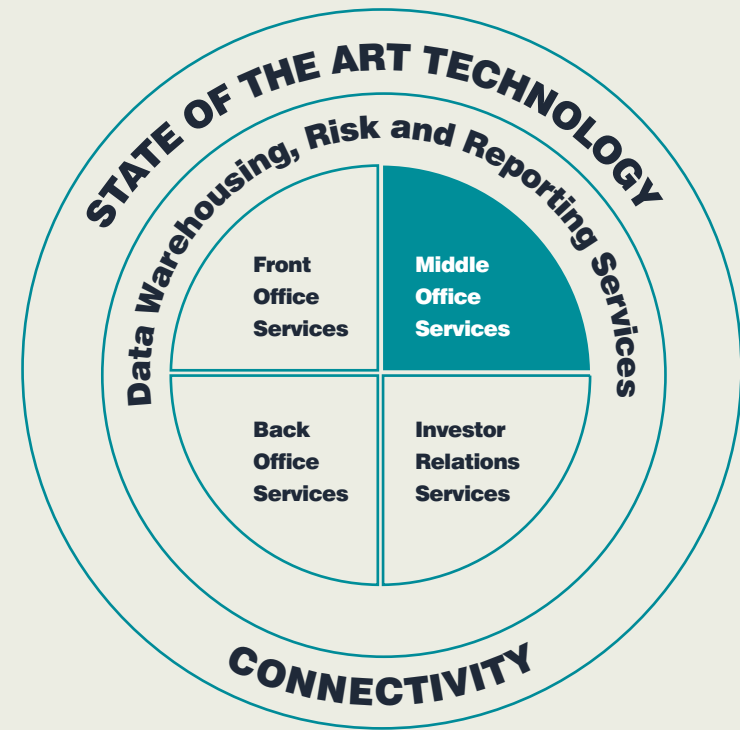 STATE OF THE ART TECHNOLOGY
Data Warehousing, Risk and Reporting Services
Front
Office
Services
Middle
Office
Services
Back
Office
Services
Investor
Relations
Services
CONNECTIVITY